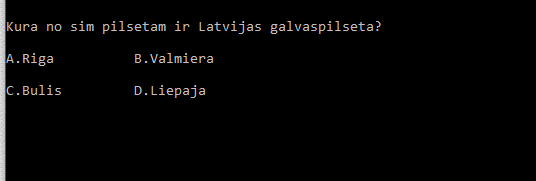 Kura no sim pilsetam ir Latvijas galvaspilseta?
A.Riga          B.Valmiera
C.Bulis         D.Liepaja